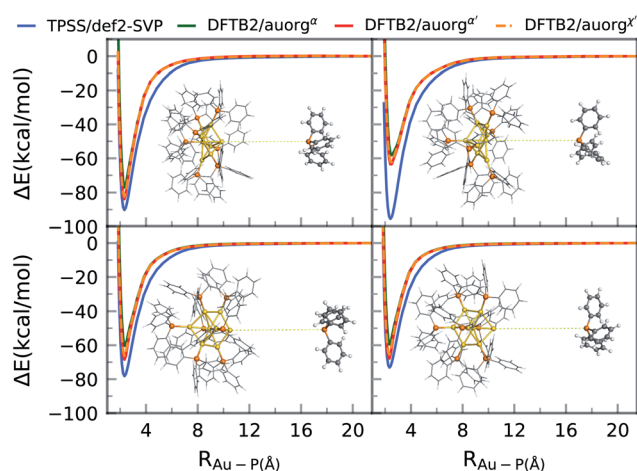 TPSS/def2-SVP DFTB2/auorg^α DFTB2/auorg^α′ DFTB2/auorg^χ′
0
−20
−40
−60
−80
−100
0
−20
−40
−60
−80
−100
ΔE(kcal/mol)
ΔE(kcal/mol)
4 8 12 16 20 4 8 12 16 20
R_Au − P(Å) R_Au − P(Å)